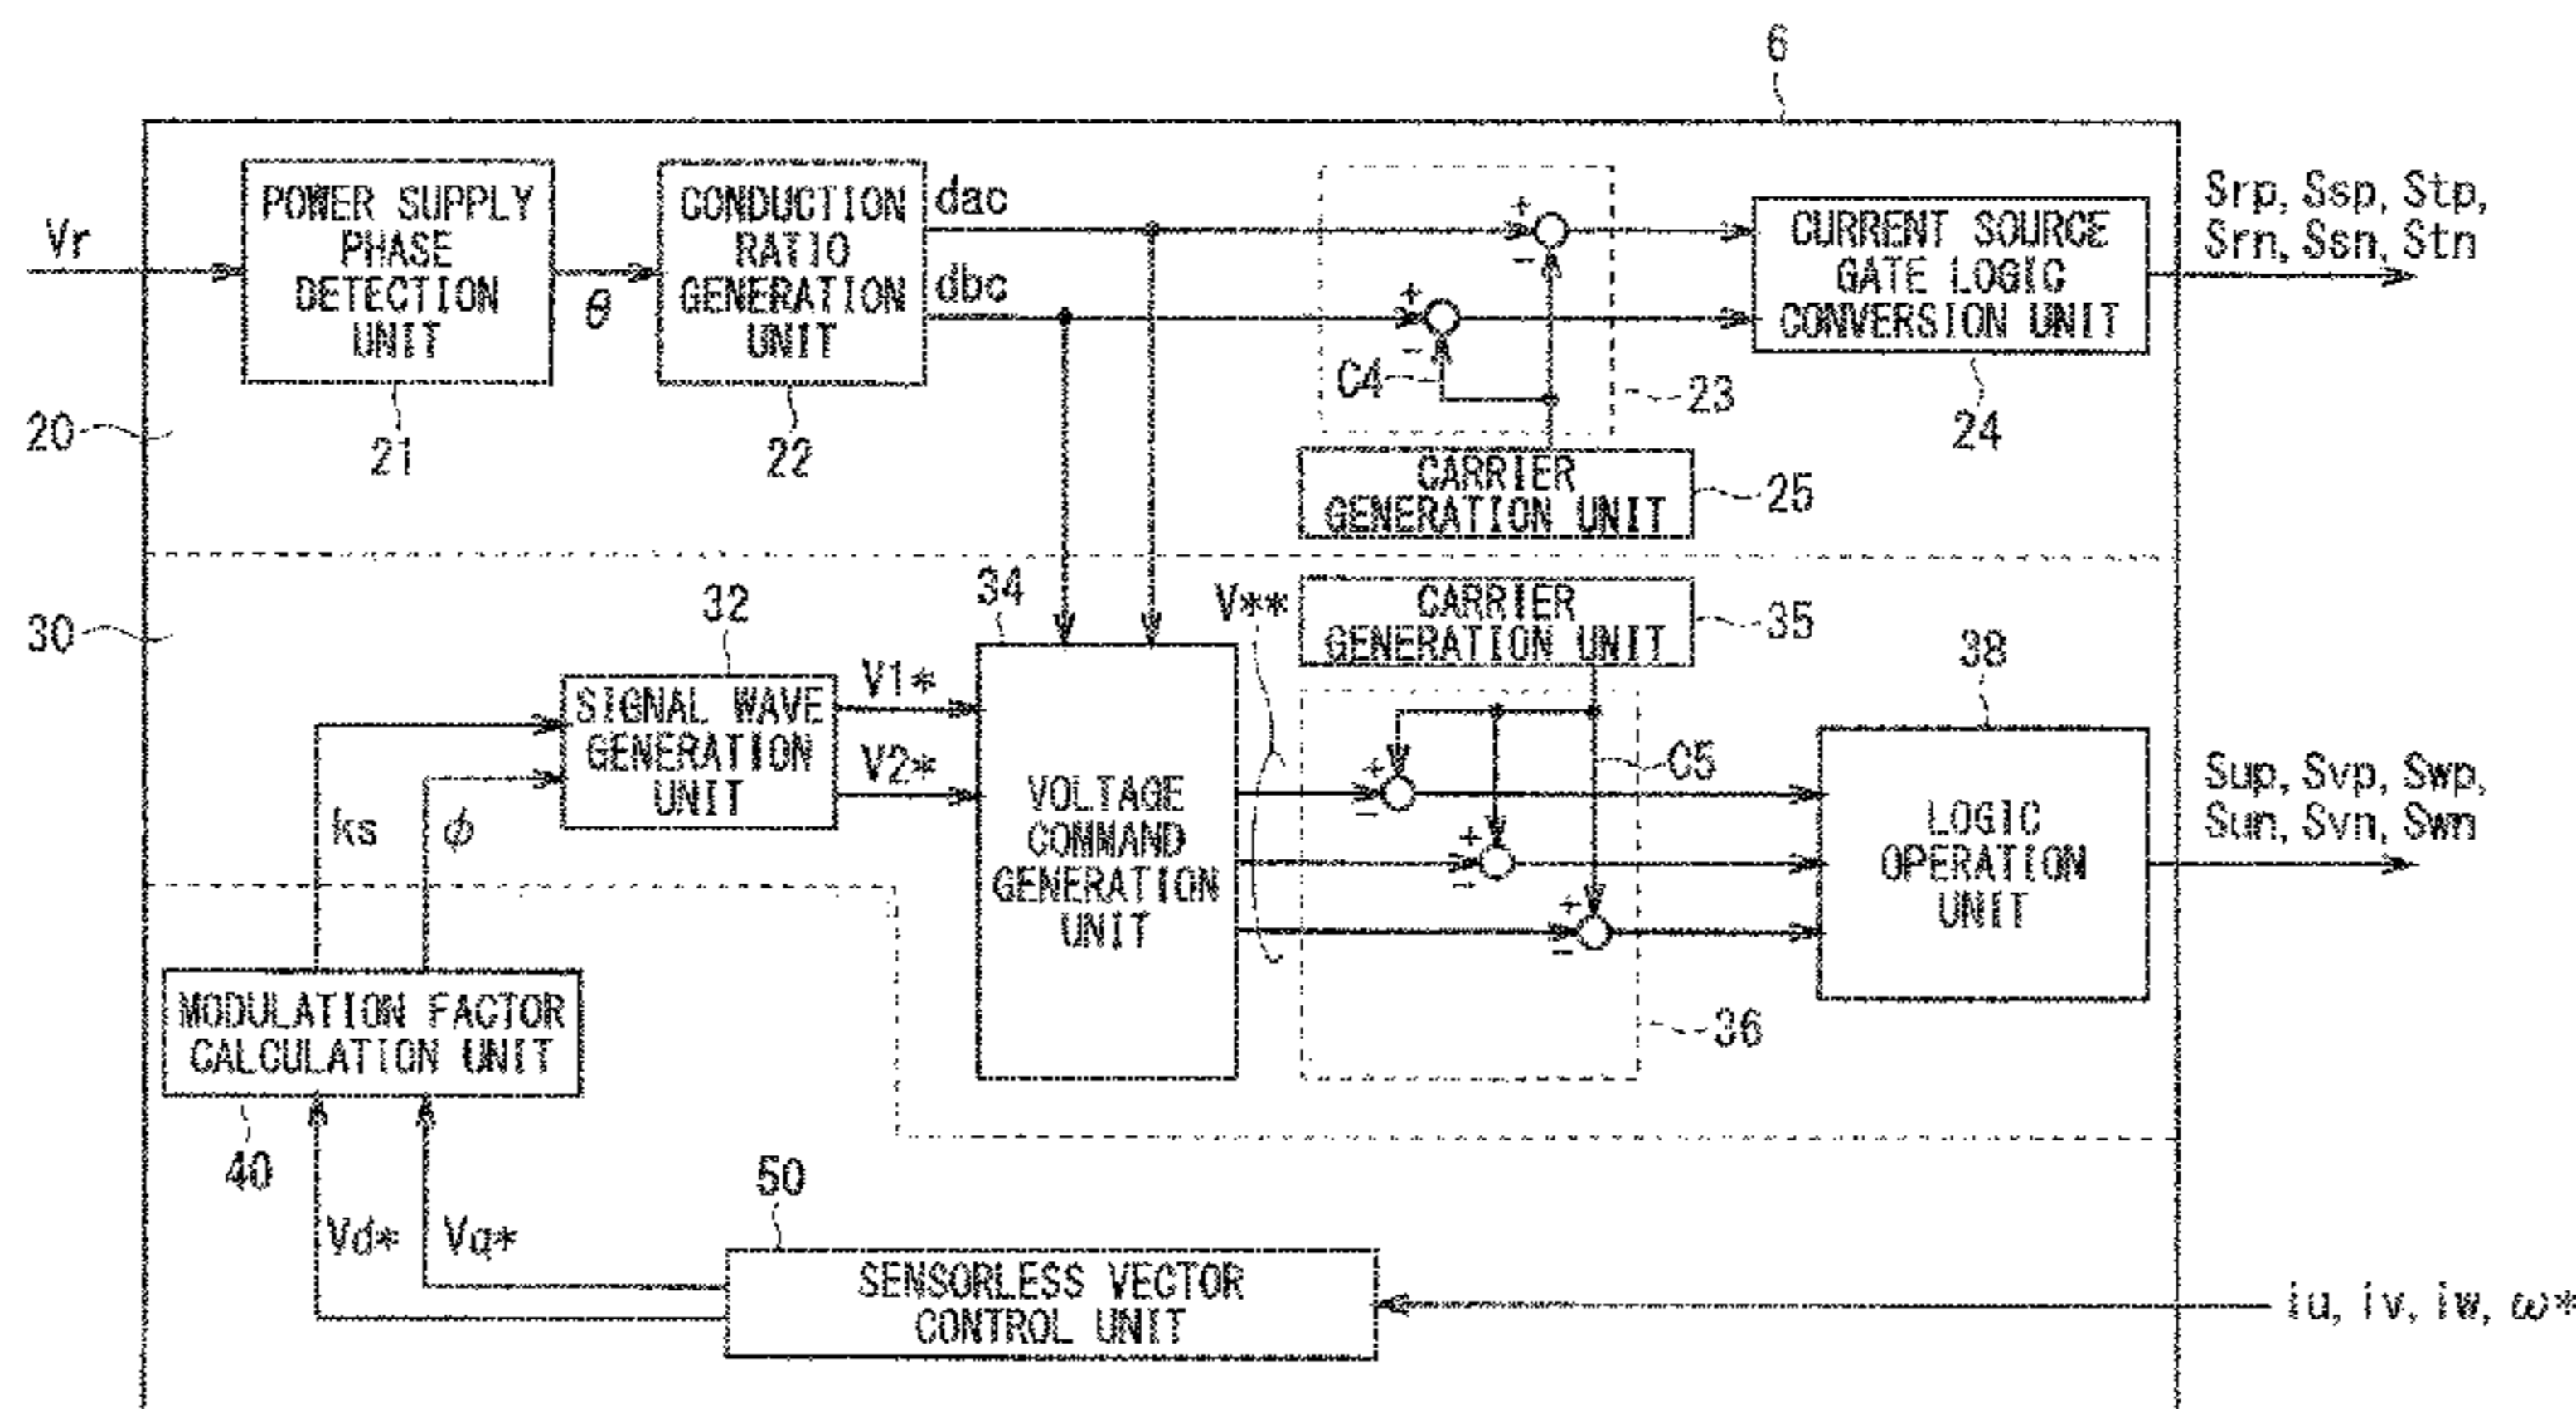 6
Vr
POWER SUPPLY
PHASE
DETECTION
UNIT
21
θ
CONDUCTION
RATIO
GENERATION
UNIT
22
dac
dbc
+
−
+
−
C4
23
CURRENT SOURCE
GATE LOGIC
CONVERSION UNIT
24
Srp, Ssp, Stp,
Srn, Ssn, Stn
20
CARRIER
GENERATION UNIT
25
30
32
SIGNAL WAVE
GENERATION
UNIT
ks
φ
V1*
V2*
34
VOLTAGE
COMMAND
GENERATION
UNIT
V**
CARRIER
GENERATION UNIT
35
C5
+
−
+
−
+
−
36
38
LOGIC
OPERATION
UNIT
Sup, Svp, Swp,
Sun, Svn, Swn
MODULATION FACTOR
CALCULATION UNIT
40
Vd*
Vq*
50
SENSORLESS VECTOR
CONTROL UNIT
iu, iv, iw, ω*